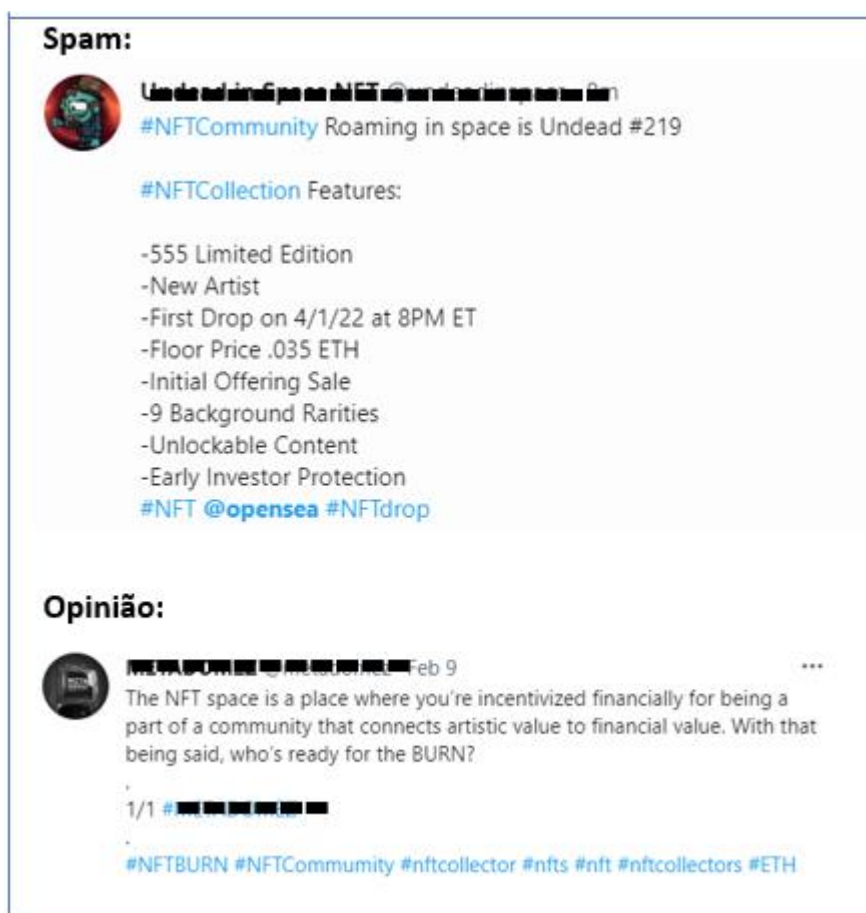 Spam:
#NFTCommunity Roaming in space is Undead #219
#NFTCollection Features:
-555 Limited Edition
-New Artist
-First Drop on 4/1/22 at 8PM ET
-Floor Price .035 ETH
-Initial Offering Sale
-9 Background Rarities
-Unlockable Content
-Early Investor Protection
#NFT @opensea #NFTdrop
Opinião:
Feb 9
The NFT space is a place where you’re incentivized financially for being a
part of a community that connects artistic value to financial value. With that
being said, who’s ready for the BURN?
.
1/1 #
.
#NFTBURN #NFTCommumity #nftcollector #nfts #nft #nftcollectors #ETH